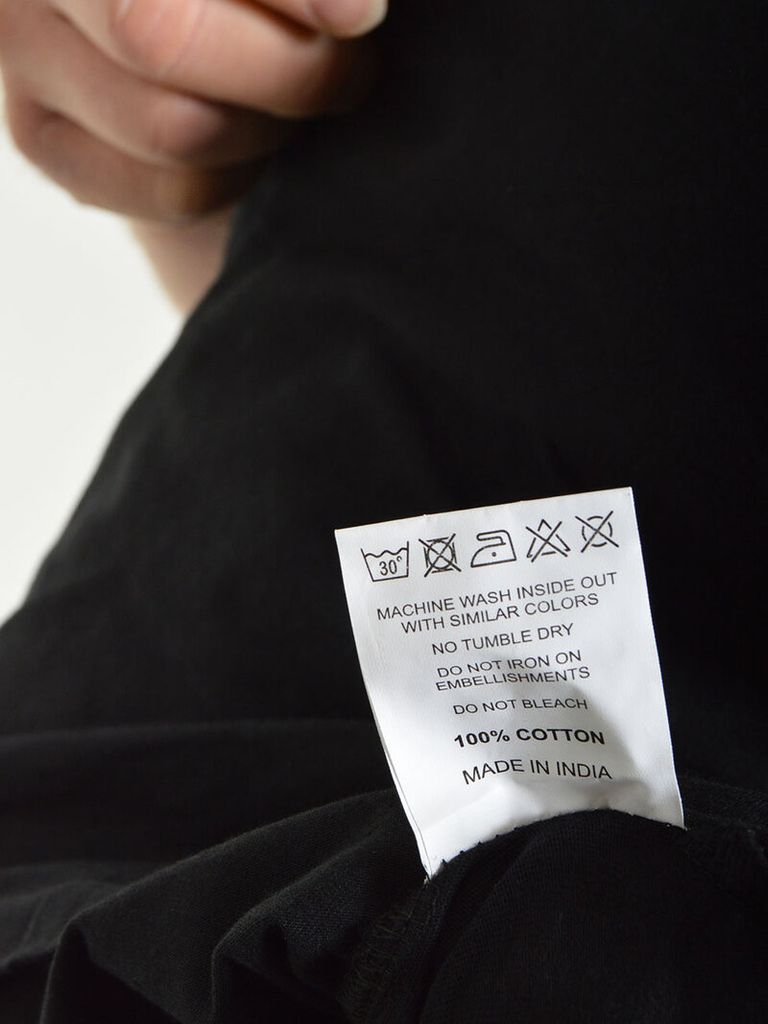 30°
MACHINE WASH INSIDE OUT
WITH SIMILAR COLORS
NO TUMBLE DRY
DO NOT IRON ON
EMBELLISHMENTS
DO NOT BLEACH
100% COTTON
MADE IN INDIA